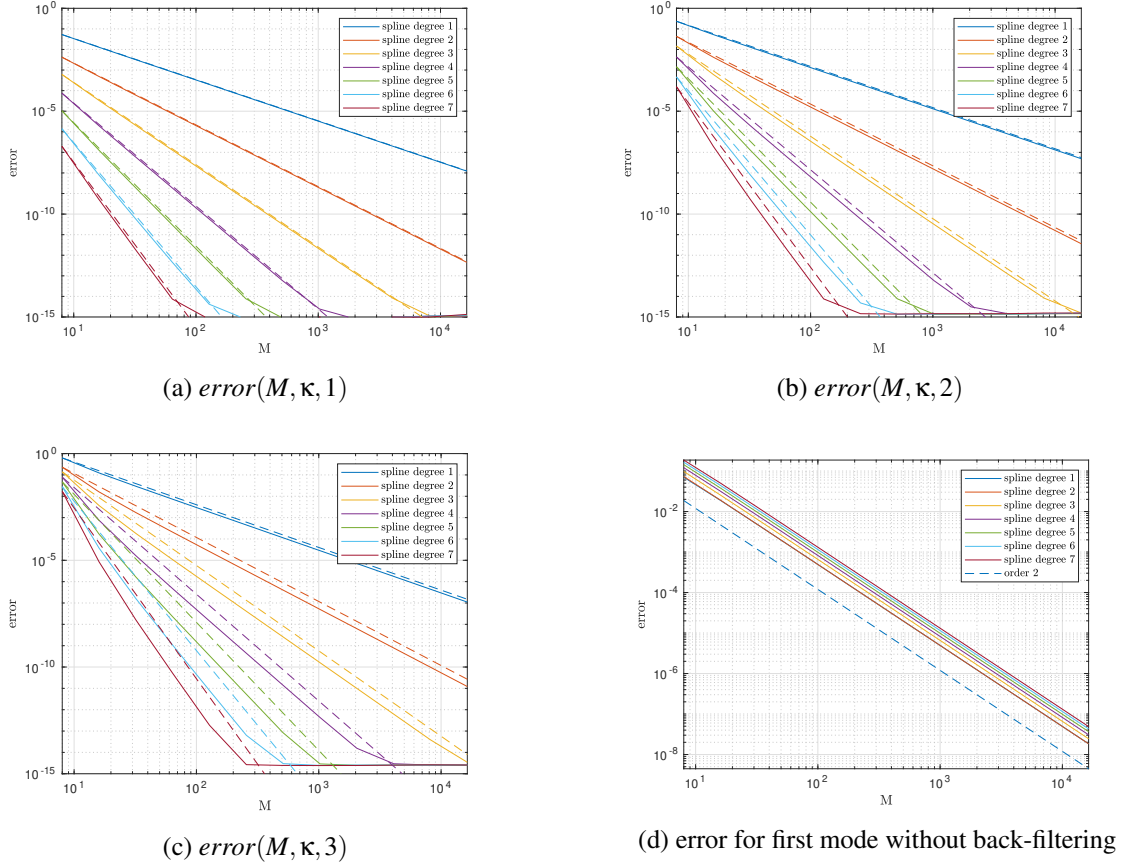 10^0
10^-5
10^-10
10^-15
error
10^1
10^2
10^3
10^4
M
spline degree 1
spline degree 2
spline degree 3
spline degree 4
spline degree 5
spline degree 6
spline degree 7
(a) error(M, κ, 1)
10^0
10^-5
10^-10
10^-15
error
10^1
10^2
10^3
10^4
M
spline degree 1
spline degree 2
spline degree 3
spline degree 4
spline degree 5
spline degree 6
spline degree 7
(b) error(M, κ, 2)
10^0
10^-5
10^-10
10^-15
error
10^1
10^2
10^3
10^4
M
spline degree 1
spline degree 2
spline degree 3
spline degree 4
spline degree 5
spline degree 6
spline degree 7
(c) error(M, κ, 3)
10^-2
10^-4
10^-6
10^-8
error
10^1
10^2
10^3
10^4
M
spline degree 1
spline degree 2
spline degree 3
spline degree 4
spline degree 5
spline degree 6
spline degree 7
order 2
(d) error for first mode without back-filtering